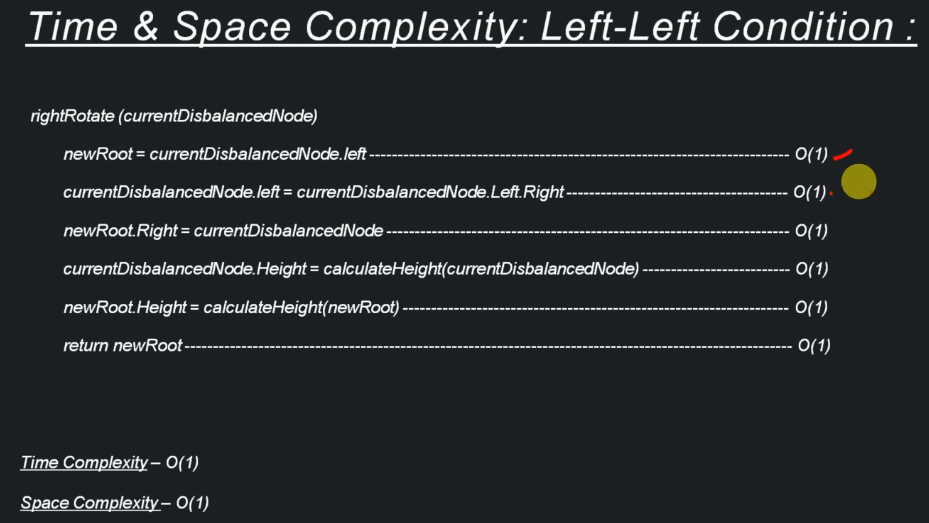 Time & Space Complexity: Left-Left Condition :
rightRotate (currentDisbalancedNode)
newRoot = currentDisbalancedNode.left ---------------------------------------------------------------------------- O(1)
currentDisbalancedNode.left = currentDisbalancedNode.Left.Right ---------------------------------------- O(1)
newRoot.Right = currentDisbalancedNode ------------------------------------------------------------------------- O(1)
currentDisbalancedNode.Height = calculateHeight(currentDisbalancedNode) --------------------------- O(1)
newRoot.Height = calculateHeight(newRoot) ---------------------------------------------------------------------- O(1)
return newRoot ------------------------------------------------------------------------------------------------------------- O(1)
Time Complexity – O(1)
Space Complexity – O(1)